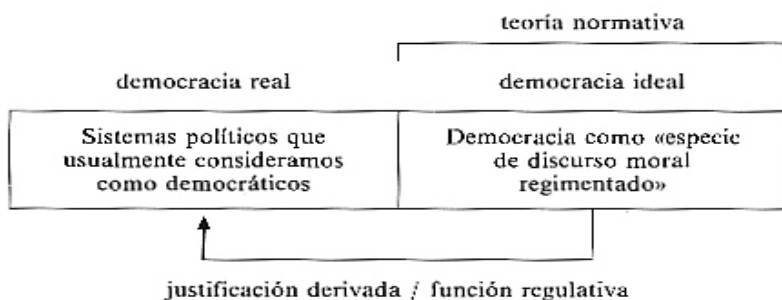 teoría normativa
democracia real
democracia ideal
Sistemas políticos que
usualmente consideramos
como democráticos
Democracia como «especie
de discurso moral
regimentado»
justificación derivada / función regulativa